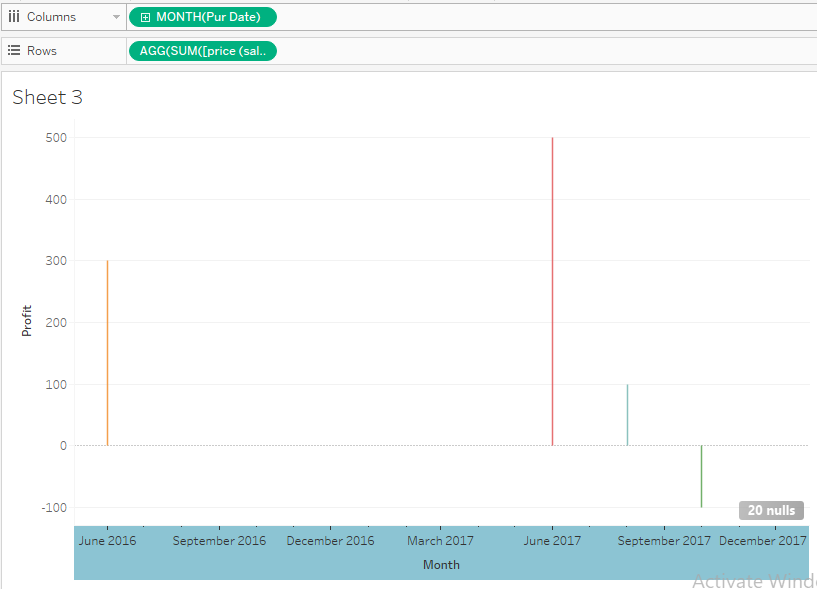 Columns
MONTH(Pur Date)
Rows
AGG(SUM([price (sal..
Sheet 3
500
400
300
200
100
0
-100
Profit
20 nulls
June 2016 September 2016 December 2016 March 2017 June 2017 September 2017 December 2017
Month
Activate Wind